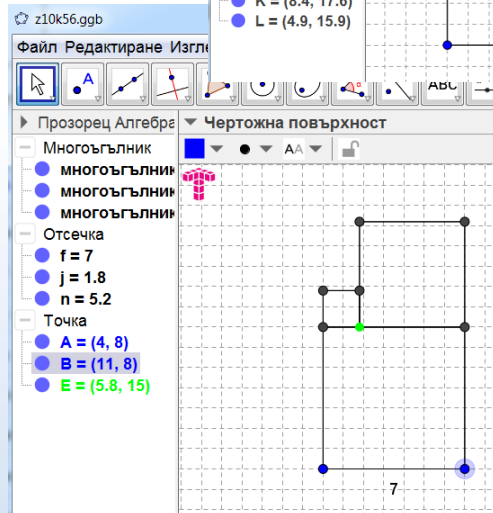 K = (8.4, 17.6)
L = (4.9, 15.9)
z10k56.ggb
Файл Редактиране Изгле
A
ABC
Прозорец Алгебра
Чертожна повърхност
AA
Многоъгълник
многоъгълник
многоъгълник
многоъгълник
Отсечка
f = 7
j = 1.8
n = 5.2
Точка
A = (4, 8)
B = (11, 8)
E = (5.8, 15)
7